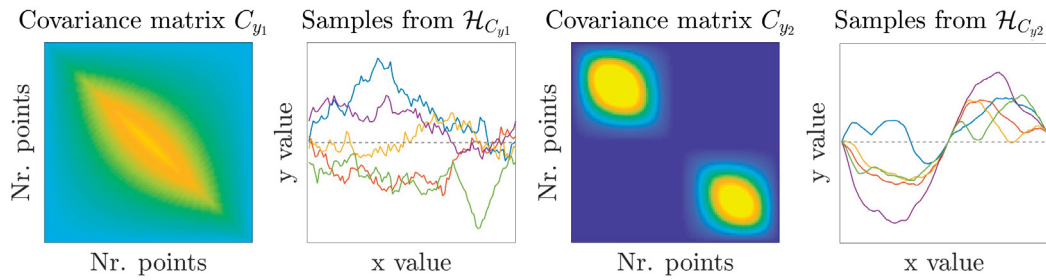 Covariance matrix $C_{y_1}$
Nr. points
Nr. points
Samples from $\mathcal{H}_{C_{y1}}$
y value
x value
Covariance matrix $C_{y_2}$
Nr. points
Nr. points
Samples from $\mathcal{H}_{C_{y2}}$
y value
x value